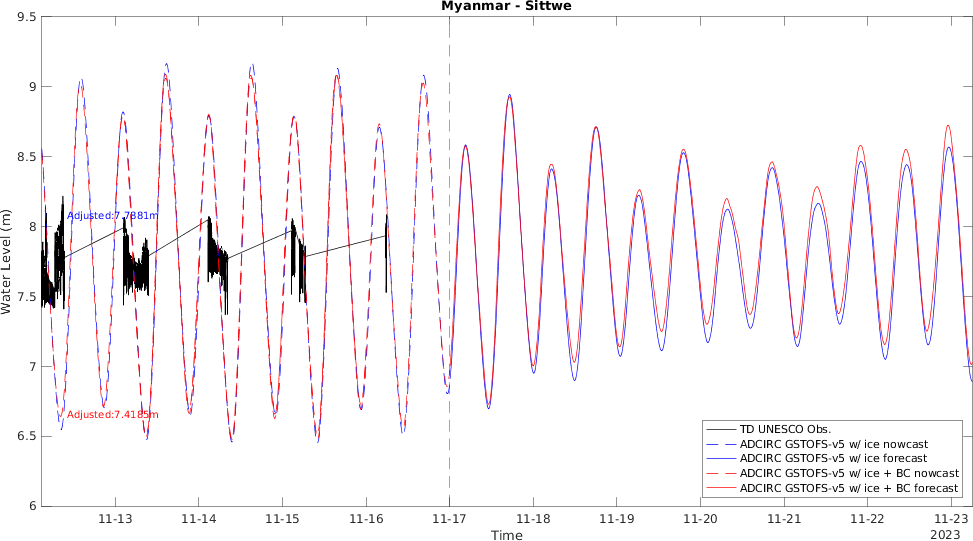 Myanmar - Sittwe
9.5
9
8.5
8
7.5
7
6.5
6
Water Level (m)
Adjusted:7.7881m
Adjusted:7.4185m
TD UNESCO Obs.
ADCIRC GSTOFS-v5 w/ ice nowcast
ADCIRC GSTOFS-v5 w/ ice forecast
ADCIRC GSTOFS-v5 w/ ice + BC nowcast
ADCIRC GSTOFS-v5 w/ ice + BC forecast
11-13 11-14 11-15 11-16 11-17 11-18 11-19 11-20 11-21 11-22 11-23
2023
Time